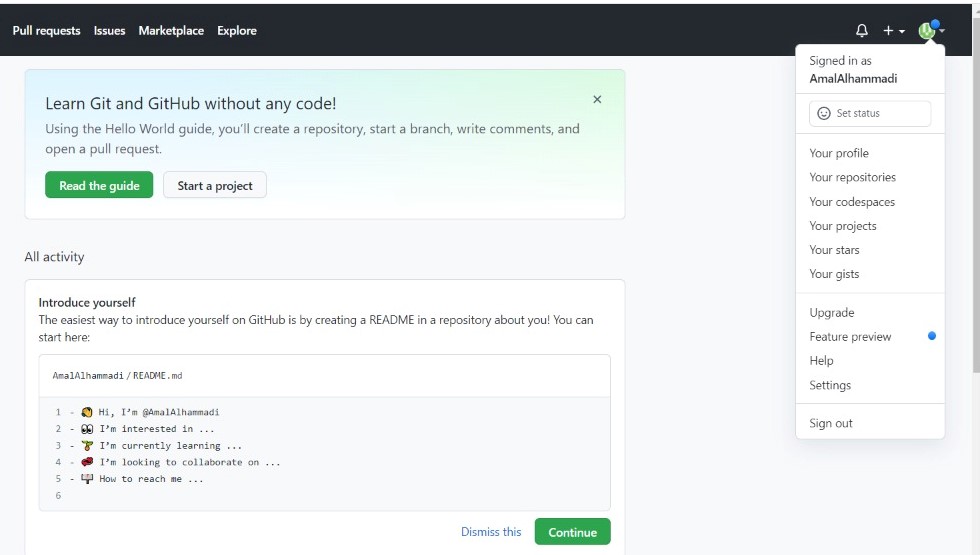 Pull requests Issues Marketplace Explore
Signed in as
AmalAlhammadi
Set status
Your profile
Your repositories
Your codespaces
Your projects
Your stars
Your gists
Upgrade
Feature preview
Help
Settings
Sign out
Learn Git and GitHub without any code!
Using the Hello World guide, you'll create a repository, start a branch, write comments, and
open a pull request.
Read the guide Start a project
All activity
Introduce yourself
The easiest way to introduce yourself on GitHub is by creating a README in a repository about you! You can
start here:
AmalAlhammadi / README.md
1 - 👋 Hi, I'm @AmalAlhammadi
2 - 👀 I'm interested in ...
3 - 🌱 I'm currently learning ...
4 - 💞️ I'm looking to collaborate on ...
5 - 📫 How to reach me ...
6
Dismiss this Continue